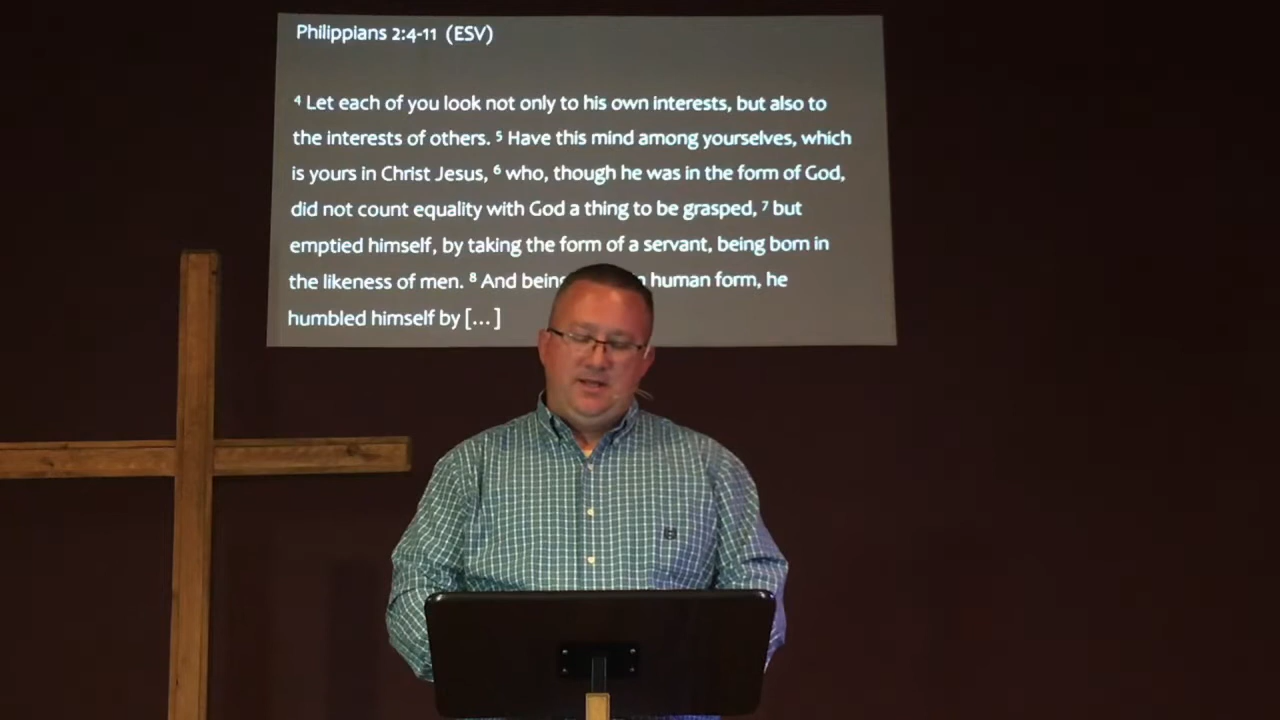 Philippians 2:4-11 (ESV)
⁴ Let each of you look not only to his own interests, but also to
the interests of others. ⁵ Have this mind among yourselves, which
is yours in Christ Jesus, ⁶ who, though he was in the form of God,
did not count equality with God a thing to be grasped, ⁷ but
emptied himself, by taking the form of a servant, being born in
the likeness of men. ⁸ And being human form, he
humbled himself by [...]